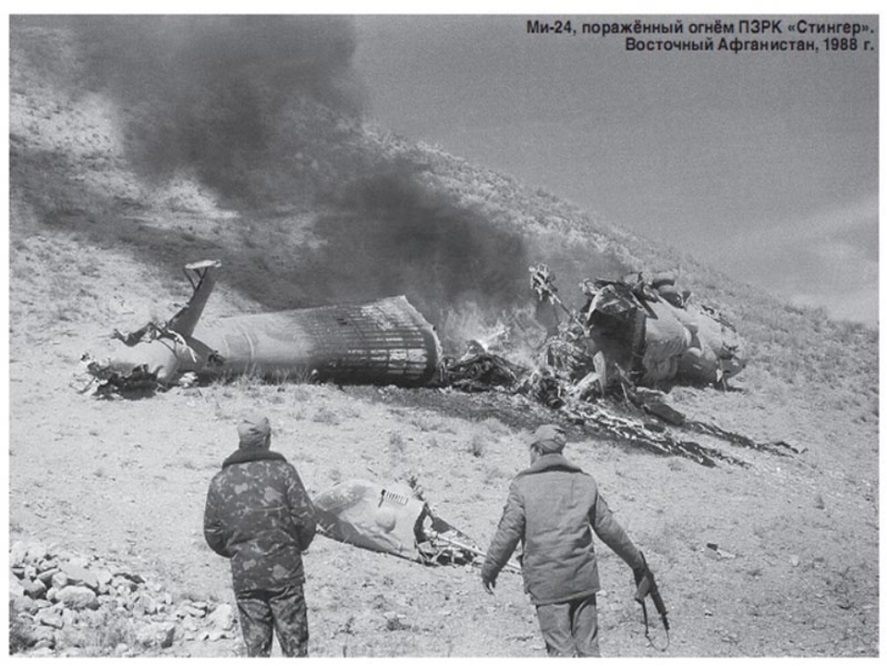 Ми-24, поражённый огнём ПЗРК «Стингер».
Восточный Афганистан, 1988 г.